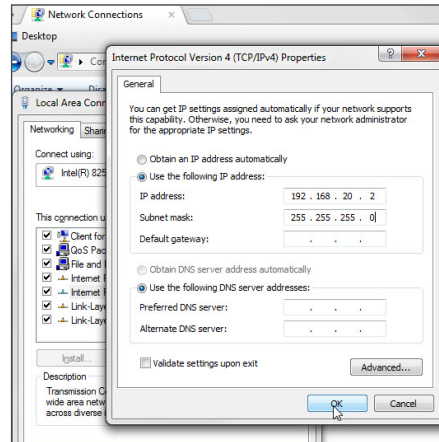 Network Connections
Desktop
Internet Protocol Version 4 (TCP/IPv4) Properties
General
You can get IP settings assigned automatically if your network supports
this capability. Otherwise, you need to ask your network administrator
for the appropriate IP settings.
Obtain an IP address automatically
Use the following IP address:
IP address: 192 . 168 . 20 . 2
Subnet mask: 255 . 255 . 255 . 0
Default gateway: . . .
Obtain DNS server address automatically
Use the following DNS server addresses:
Preferred DNS server: . . .
Alternate DNS server: . . .
Validate settings upon exit
Advanced...
OK Cancel
Organize
Local Area Conn
Networking
Connect using:
Intel(R) 825
This connection u
Client for
QoS Pac
File and
Internet P
Internet P
Link-Laye
Link-Laye
Install...
Description
Transmission C
wide area netw
across diverse i